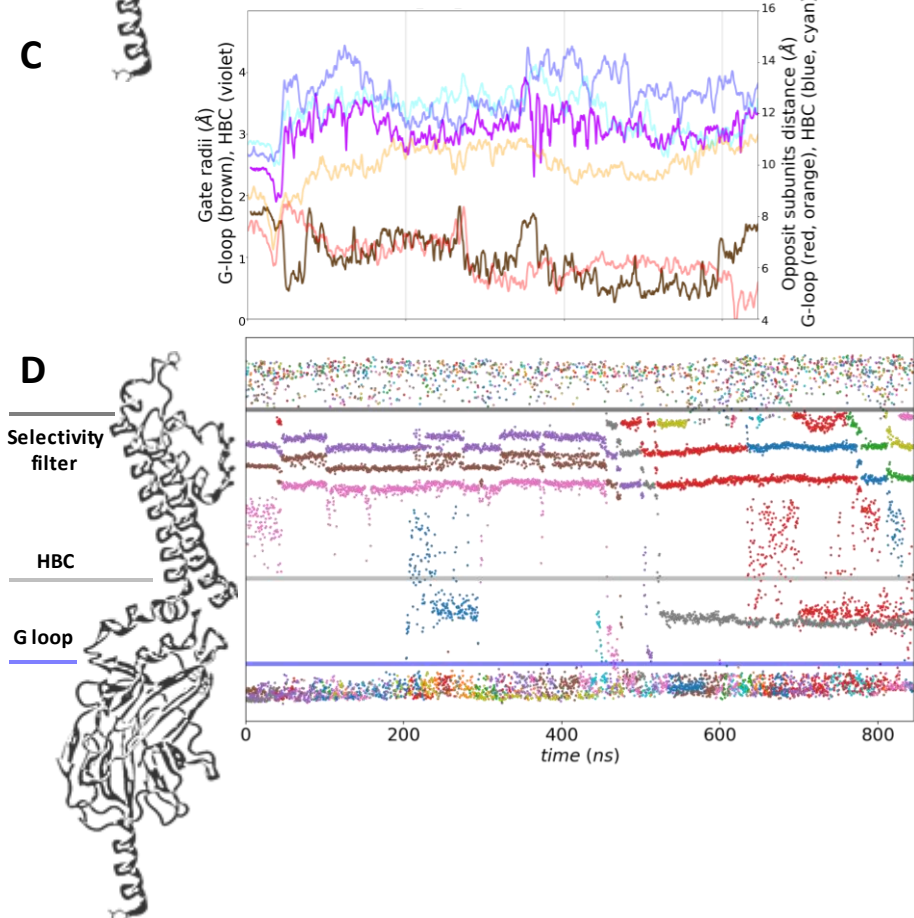 C
Gate radii (Å)
G-loop (brown), HBC (violet)
4
3
2
1
0
16
14
12
10
8
6
4
Opposit subunits distance (Å)
G-loop (red, orange), HBC (blue, cyan)
D
Selectivity
filter
HBC
G loop
0 200 400 600 800
time (ns)